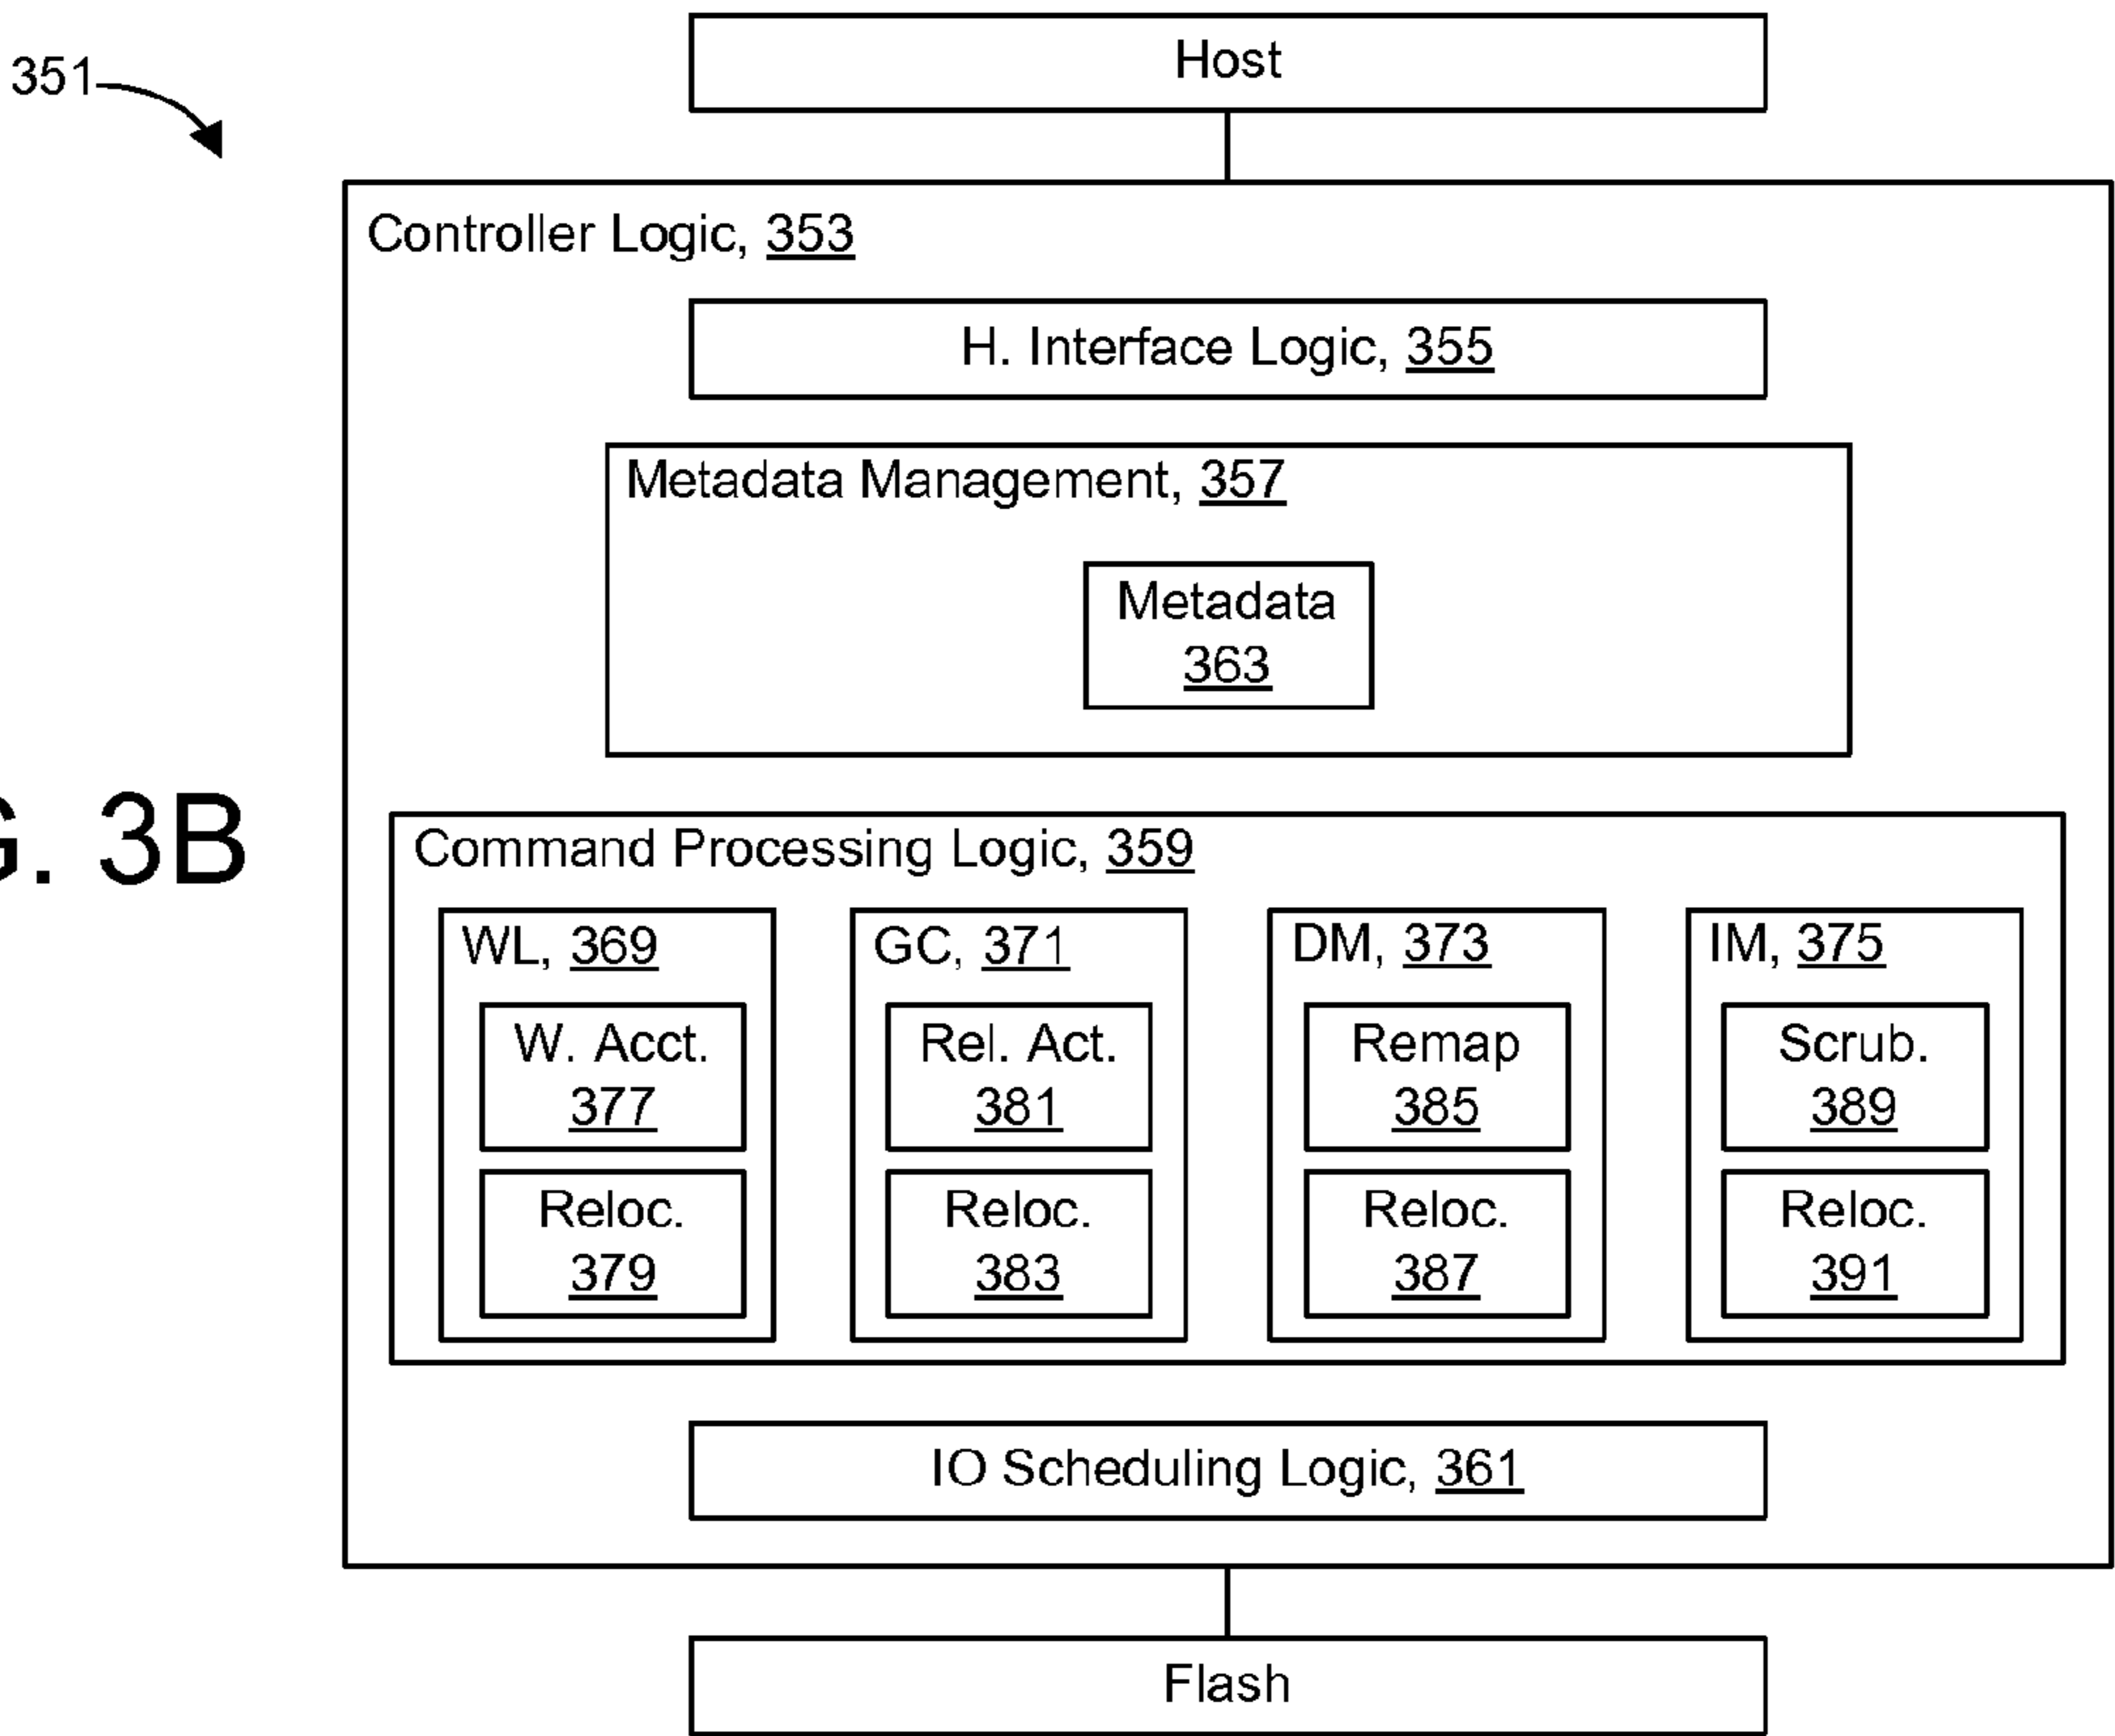 Host
351
Controller Logic, 353
H. Interface Logic, 355
Metadata Management, 357
Metadata
363
G. 3B
Command Processing Logic, 359
WL, 369
W. Acct.
377
Reloc.
379
GC, 371
Rel. Act.
381
Reloc.
383
DM, 373
Remap
385
Reloc.
387
IM, 375
Scrub.
389
Reloc.
391
IO Scheduling Logic, 361
Flash